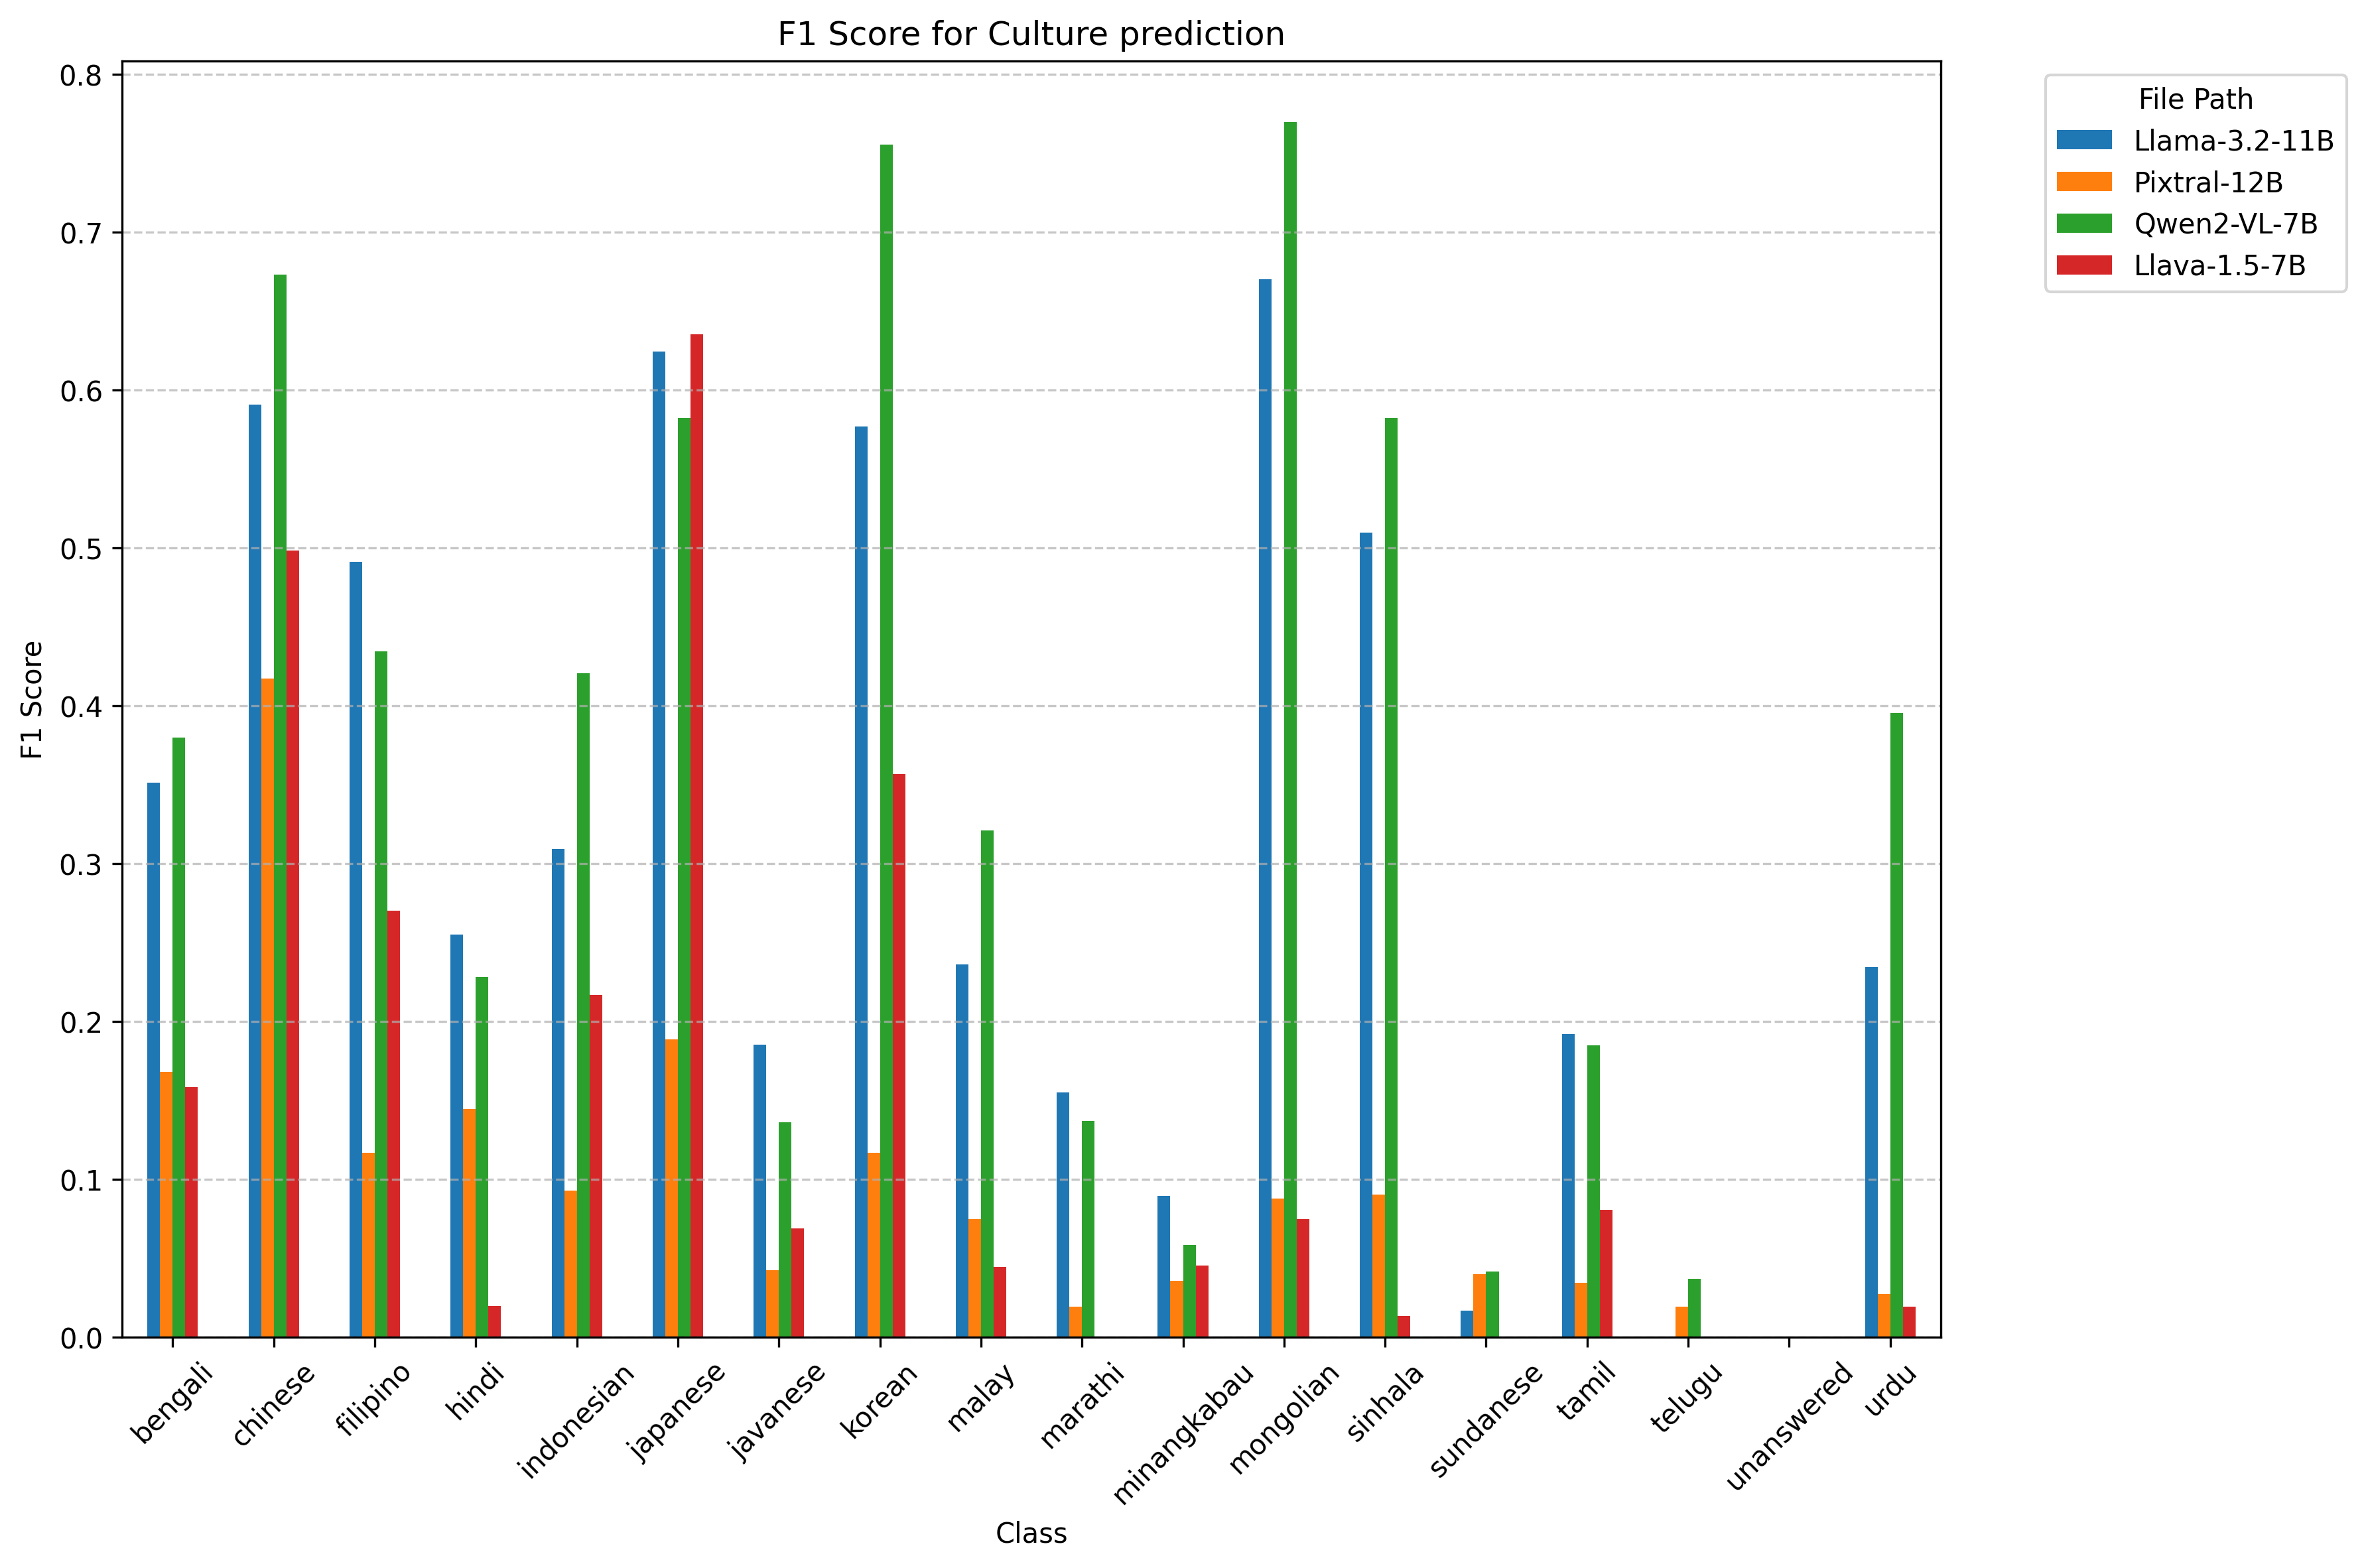 F1 Score for Culture prediction
File Path
Llama-3.2-11B
Pixtral-12B
Qwen2-VL-7B
Llava-1.5-7B
F1 Score
0.8
0.7
0.6
0.5
0.4
0.3
0.2
0.1
0.0
bengali
chinese
filipino
hindi
indonesian
japanese
javanese
korean
malay
marathi
minangkabau
mongolian
sinhala
sundanese
tamil
telugu
unanswered
urdu
Class